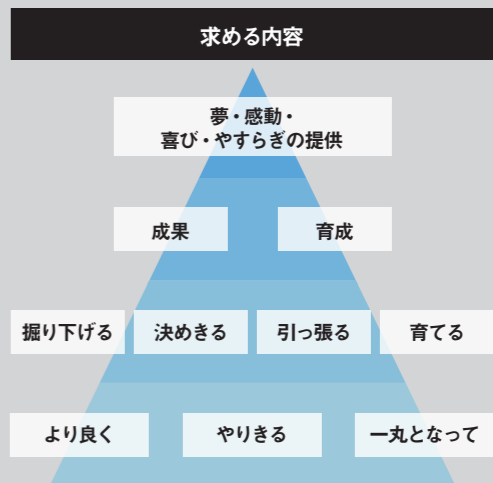 求める内容
夢・感動・
喜び・やすらぎの提供
成果
育成
掘り下げる
決めきる
引っ張る
育てる
より良く
やりきる
一丸となって